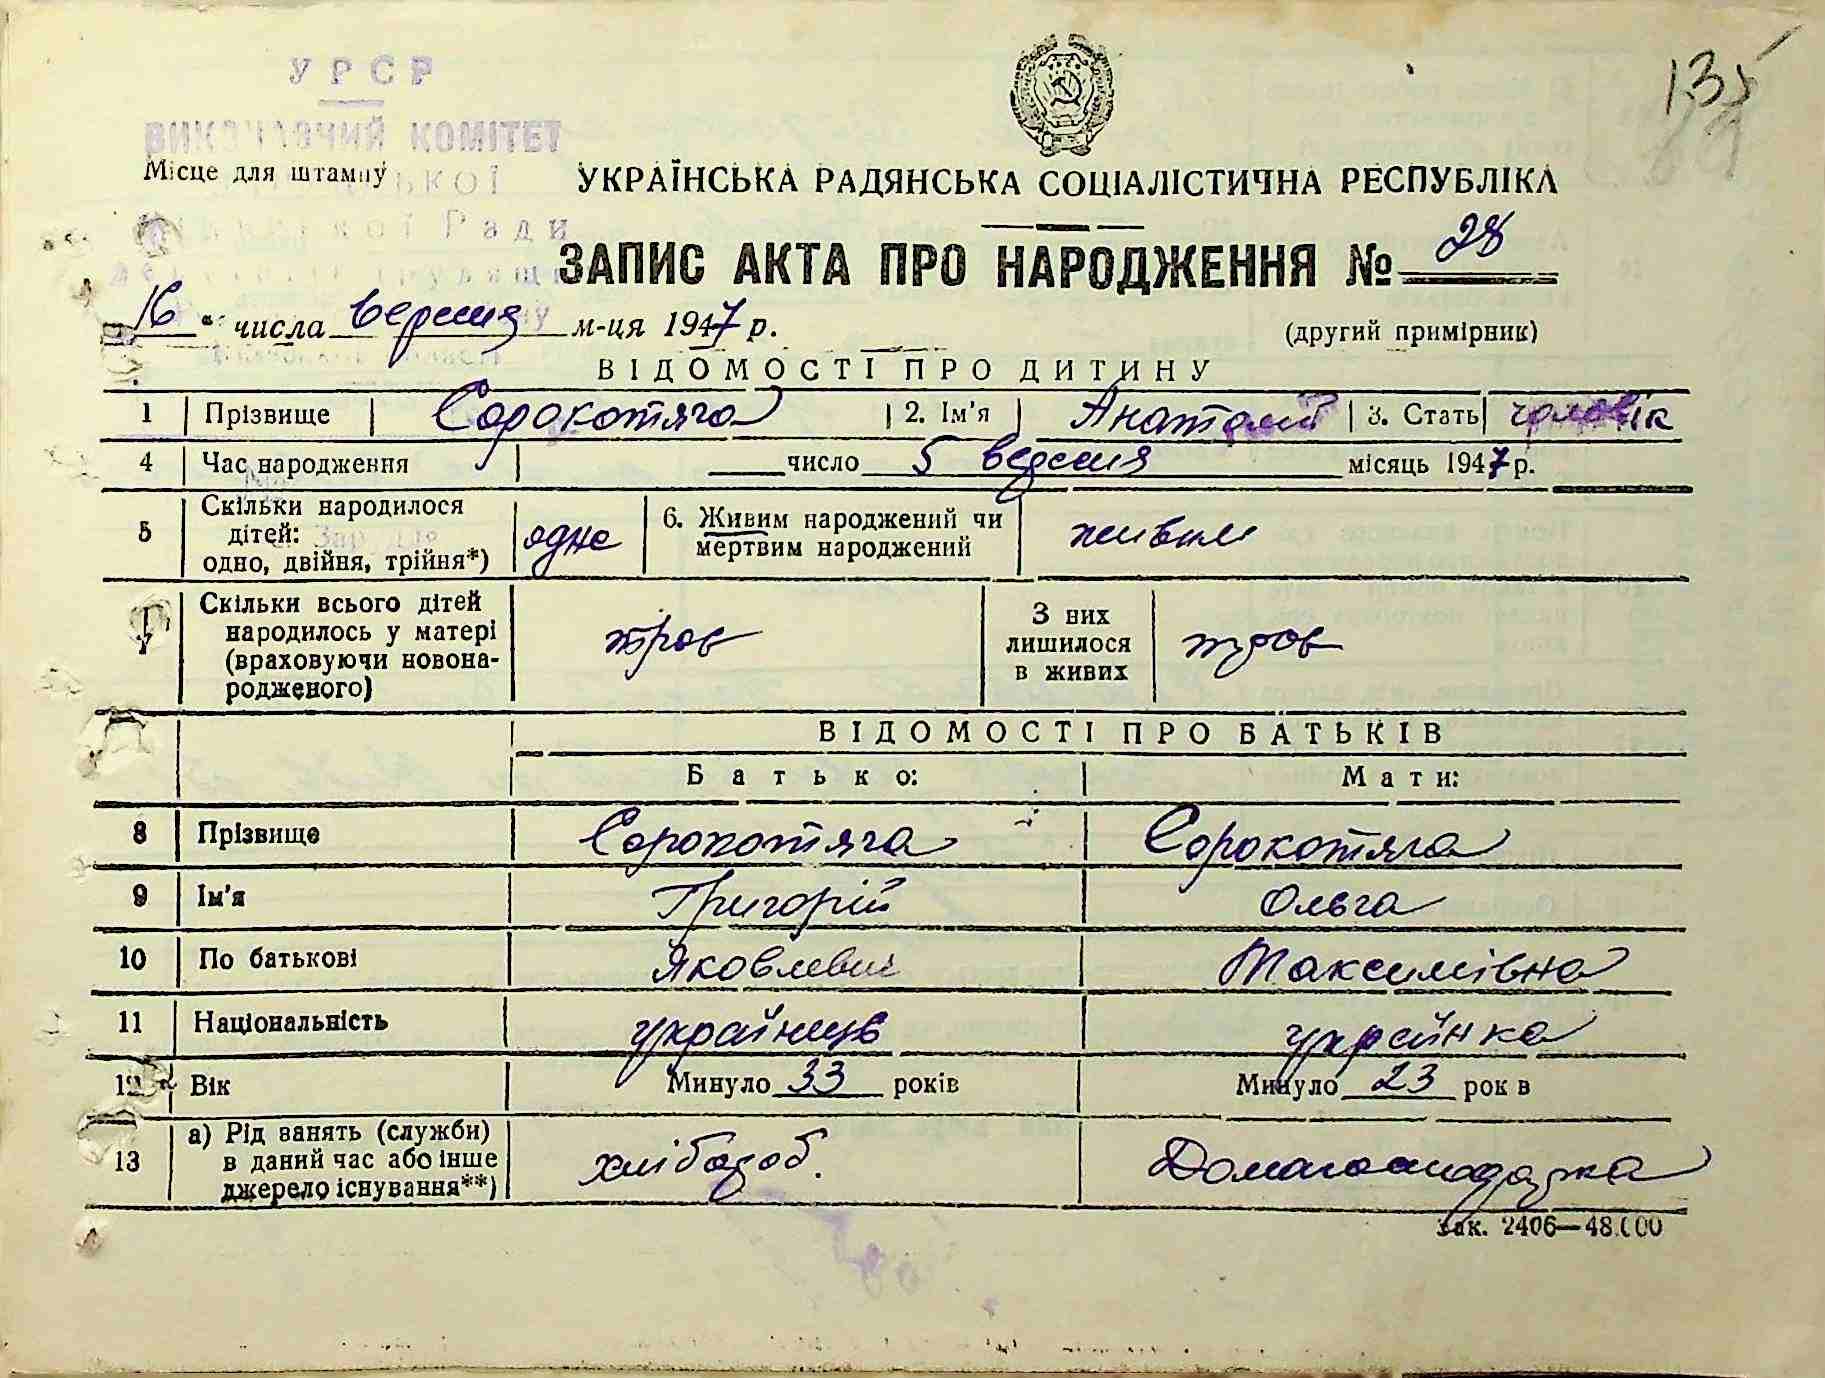 135
УРСР
ВИКОНАВЧИЙ КОМІТЕТ
Місце для штампу
УКРАЇНСЬКА РАДЯНСЬКА СОЦІАЛІСТИЧНА РЕСПУБЛІКА
Ради
ЗАПИС АКТА ПРО НАРОДЖЕННЯ № 28
"16" числа вересня м-ця 1947 р.
(другий примірник)
ВІДОМОСТІ ПРО ДИТИНУ
1 Прізвище Сорокотяга 2. Ім'я Анатолій 3. Стать чоловік
4 Час народження число 5 вересня місяць 1947 р.
5 Скільки народилося дітей: одно, двійня, трійня*) одна 6. Живим народжений чи мертвим народжений живим
7 Скільки всього дітей народилось у матері (враховуючи новонародженого) троє З них лишилося в живих троє
ВІДОМОСТІ ПРО БАТЬКІВ
Батько: Мати:
8 Прізвище Сорокотяга Сорокотяга
9 Ім'я Григорій Ольга
10 По батькові Яковлевич Максимівна
11 Національність українець українка
12 Вік Минуло 33 років Минуло 23 рок в
13 а) Рід занять (служби) в даний час або інше джерело існування**) хлібороб. Домогосподарка
Зак. 2406—48.000